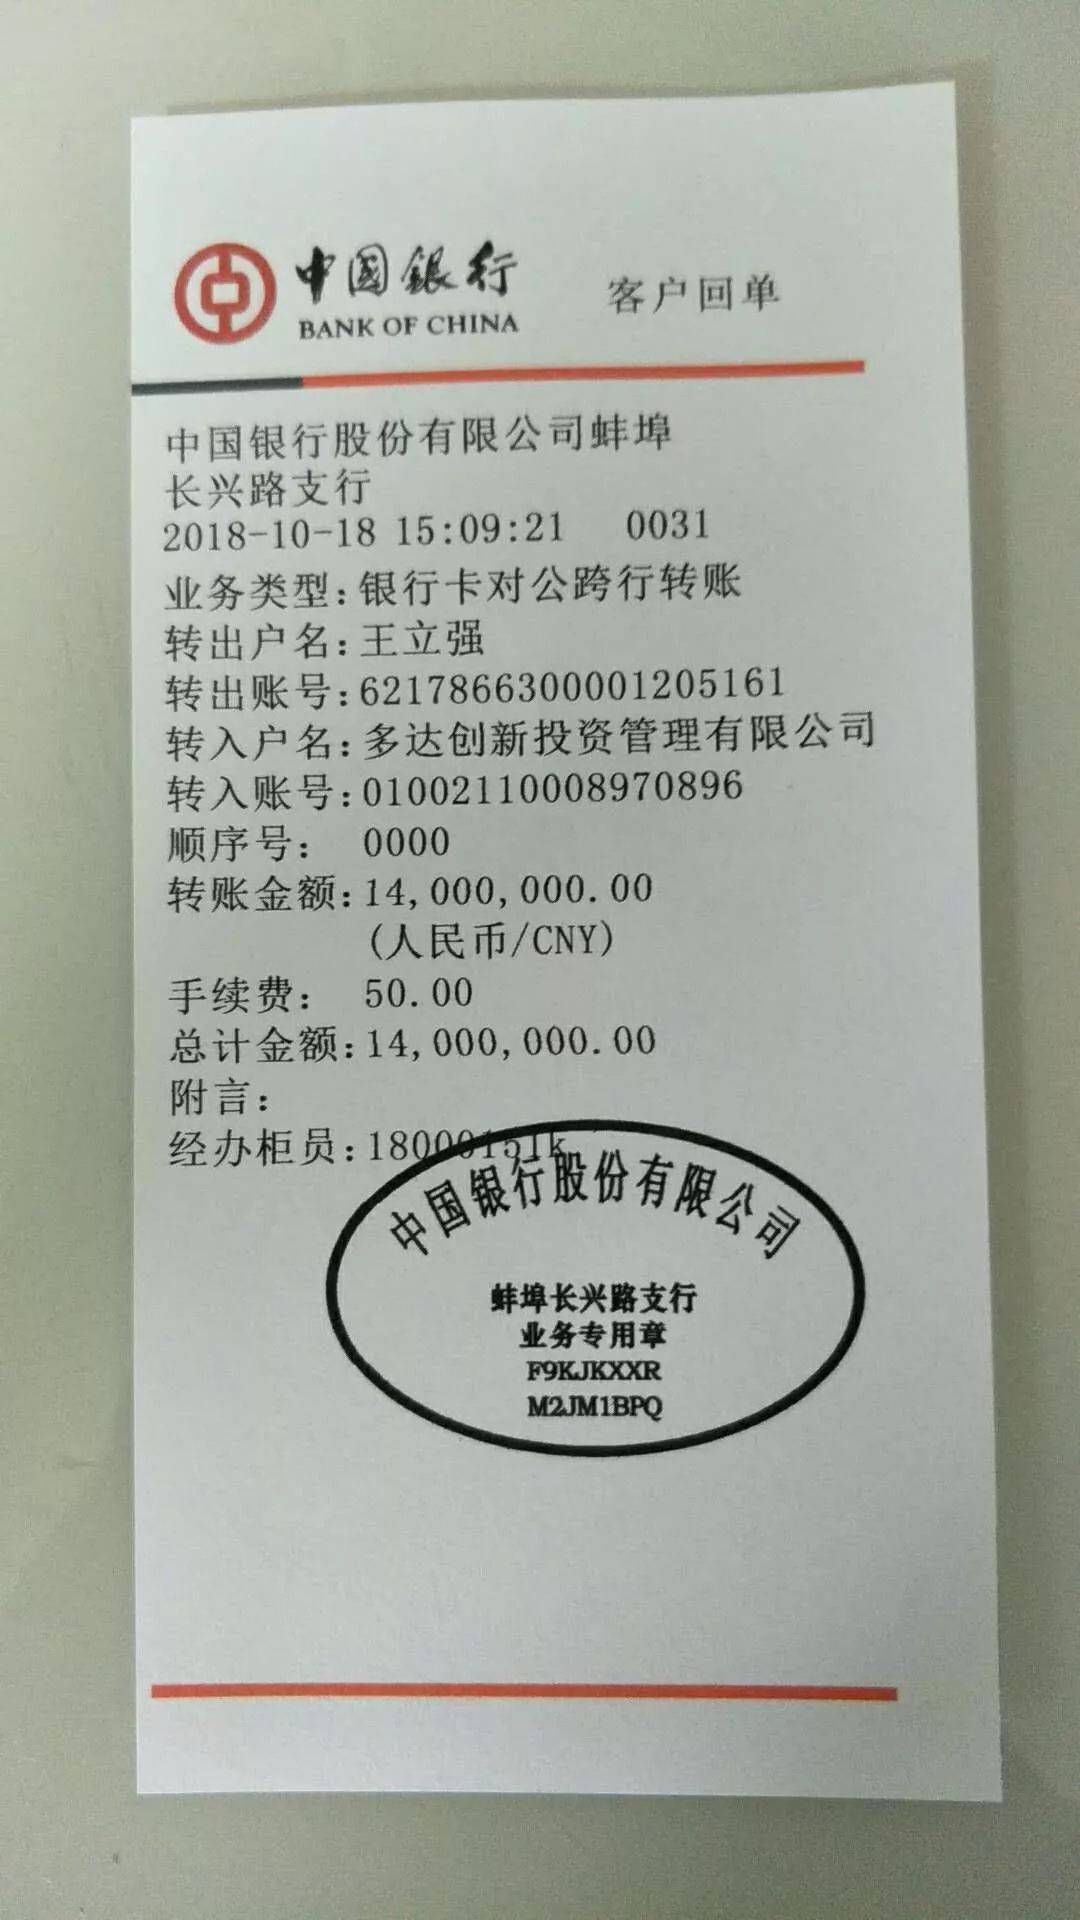 中国银行
BANK OF CHINA
客户回单
中国银行股份有限公司蚌埠
长兴路支行
2018-10-18 15:09:21 0031
业务类型:银行卡对公跨行转账
转出户名:王立强
转出账号:6217866300001205161
转入户名:多达创新投资管理有限公司
转入账号:01002110008970896
顺序号: 0000
转账金额:14,000,000.00
(人民币/CNY)
手续费: 50.00
总计金额:14,000,000.00
附言:
经办柜员:18000151k
中国银行股份有限公司
蚌埠长兴路支行
业务专用章
F9KJKXXR
M2JM1BPQ